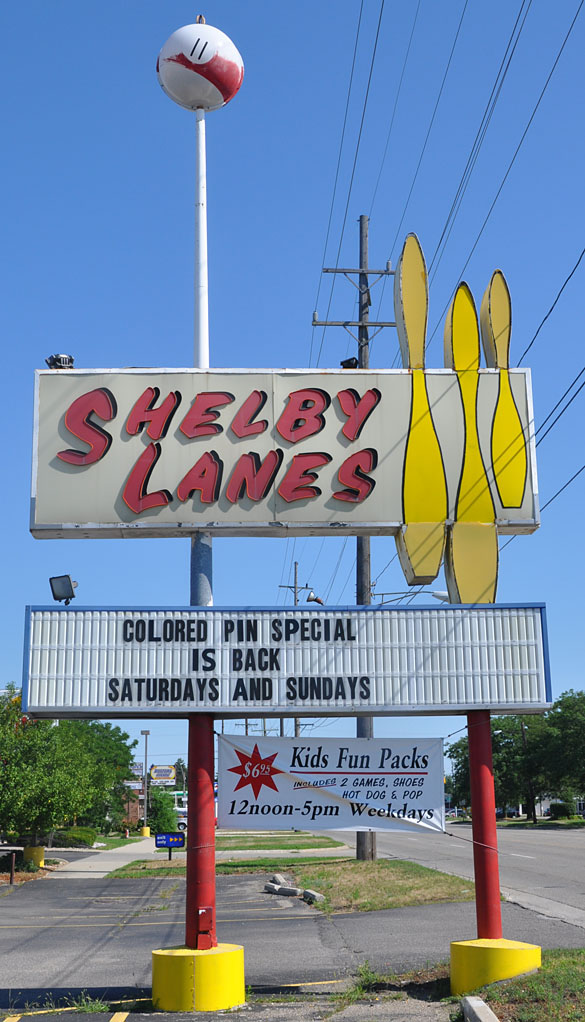 SHELBY
LANES
COLORED PIN SPECIAL
IS BACK
SATURDAYS AND SUNDAYS
$6.95
Kids Fun Packs
INCLUDES 2 GAMES, SHOES
HOT DOG & POP
12noon-5pm Weekdays